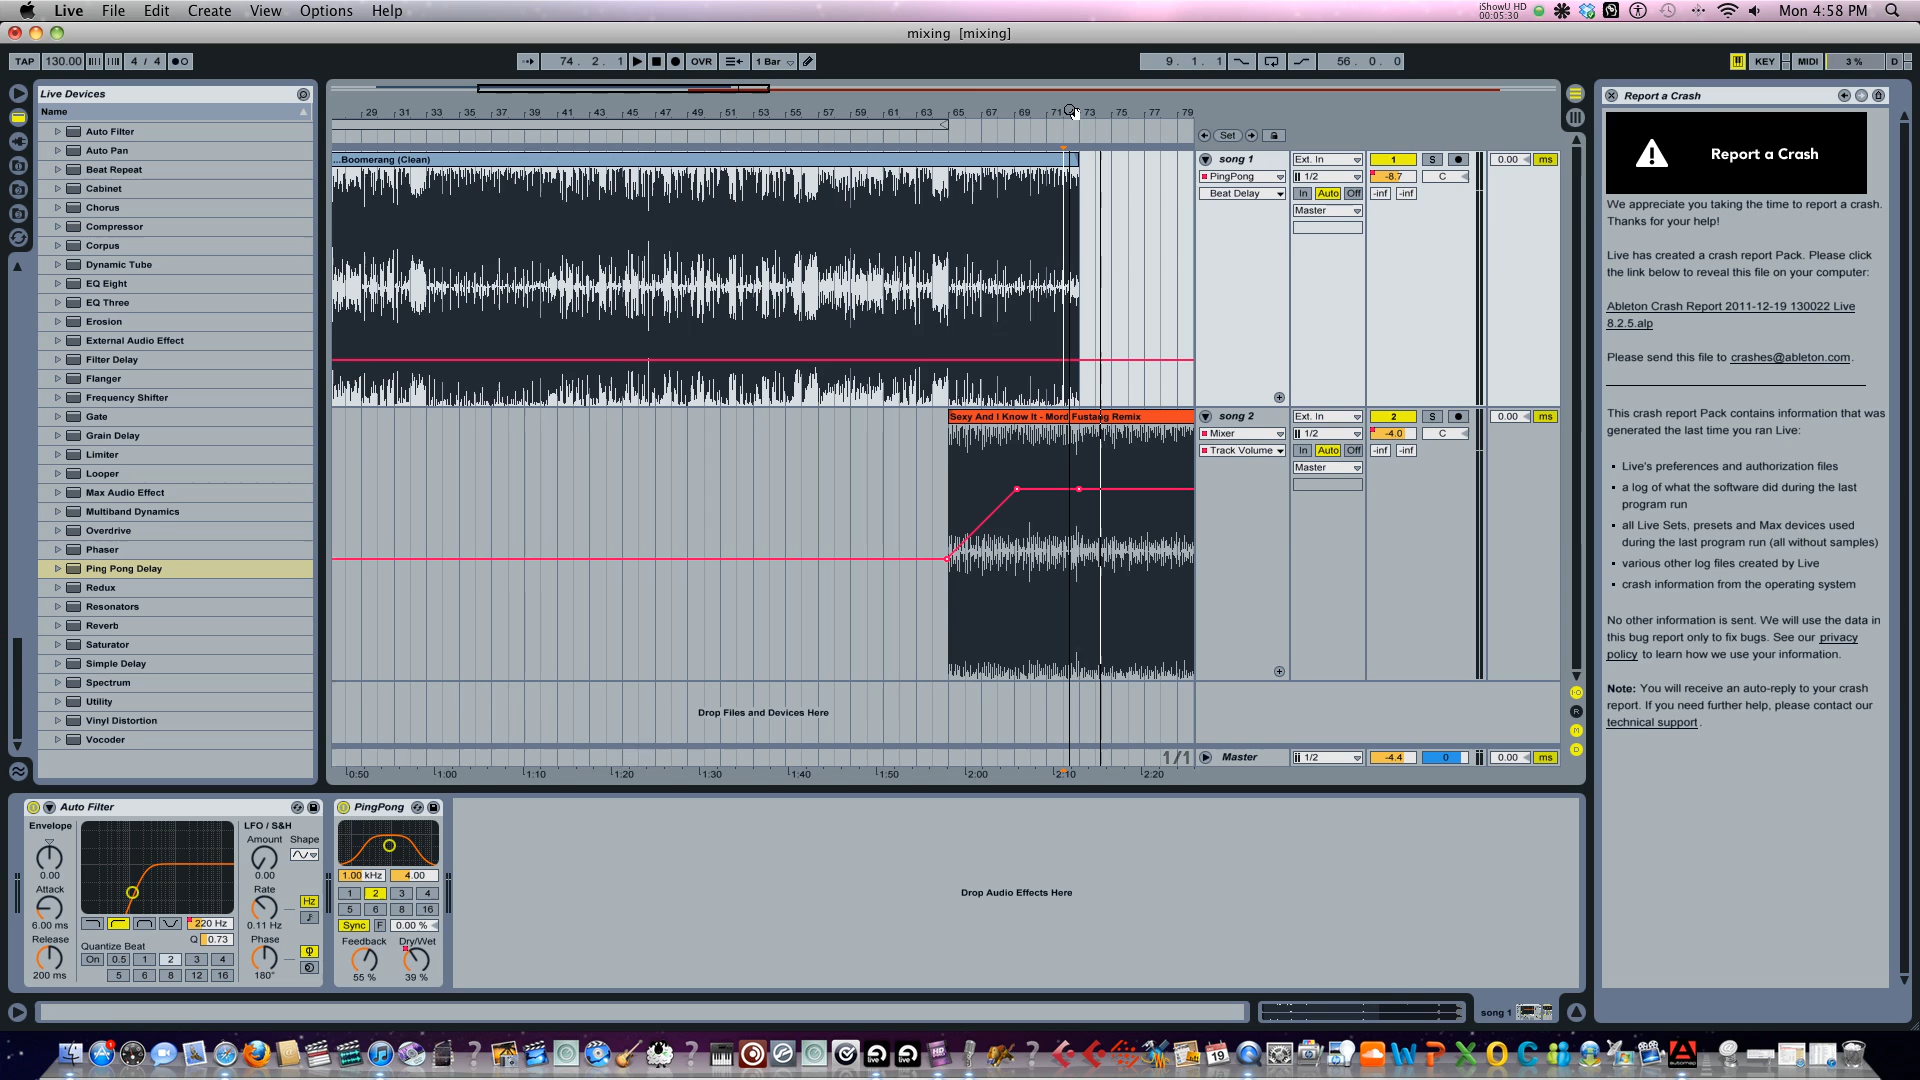 Live File Edit Create View Options Help
iShowU HD
00:05:30
Mon 4:58 PM
mixing [mixing]
TAP 130.00 4 / 4 74. 2. 1 OVR 1 Bar 9. 1. 1 56. 0. 0 KEY MIDI 3 % D
Live Devices
Name
Auto Filter
Auto Pan
Beat Repeat
Cabinet
Chorus
Compressor
Corpus
Dynamic Tube
EQ Eight
EQ Three
Erosion
External Audio Effect
Filter Delay
Flanger
Frequency Shifter
Gate
Grain Delay
Limiter
Looper
Max Audio Effect
Multiband Dynamics
Overdrive
Phaser
Ping Pong Delay
Redux
Resonators
Reverb
Saturator
Simple Delay
Spectrum
Utility
Vinyl Distortion
Vocoder
29 31 33 35 37 39 41 43 45 47 49 51 53 55 57 59 61 63 65 67 69 71 73 75 77 79
Set
...Boomerang (Clean)
song 1 Ext. In 1 S 0.00 ms
PingPong 1/2 -8.7 C
Beat Delay In Auto Off -inf -inf
Master
Sexy And I Know It - Mord Fustang Remix
song 2 Ext. In 2 S 0.00 ms
Mixer 1/2 -4.0 C
Track Volume In Auto Off -inf -inf
Master
Drop Files and Devices Here
1/1 Master 1/2 -4.4 0 0.00 ms
0:50 1:00 1:10 1:20 1:30 1:40 1:50 2:00 2:10 2:20
Report a Crash
Report a Crash
We appreciate you taking the time to report a crash.
Thanks for your help!
Live has created a crash report Pack. Please click
the link below to reveal this file on your computer:
Ableton Crash Report 2011-12-19 130022 Live
8.2.5.alp
Please send this file to crashes@ableton.com.
This crash report Pack contains information that was
generated the last time you ran Live:
Live's preferences and authorization files
a log of what the software did during the last
program run
all Live Sets, presets and Max devices used
during the last program run (all without samples)
various other log files created by Live
crash information from the operating system
No other information is sent. We will use the data in
this bug report only to fix bugs. See our privacy
policy to learn how we use your information.
Note: You will receive an auto-reply to your crash
report. If you need further help, please contact our
technical support.
Auto Filter
Envelope
0.00
Attack
6.00 ms
Release
200 ms
220 Hz
Q 0.73
Quantize Beat
On 0.5 1 2 3 4
5 6 8 12 16
LFO / S&H
Amount Shape
0.00
Rate
Hz
0.11 Hz
Phase
180°
PingPong
1.00 kHz 4.00
1 2 3 4
5 6 8 16
Sync F 0.00 %
Feedback Dry/Wet
55 % 39 %
Drop Audio Effects Here
song 1